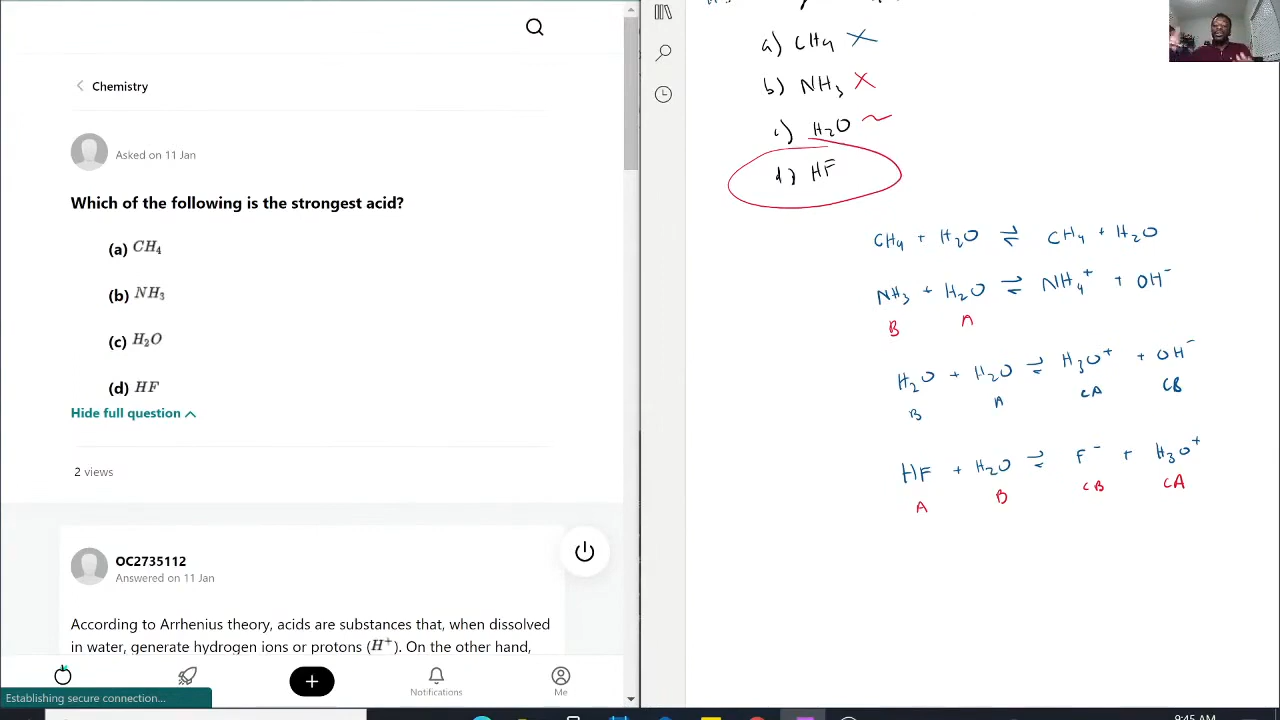 Chemistry
Asked on 11 Jan
Which of the following is the strongest acid?
(a) CH₄
(b) NH₃
(c) H₂O
(d) HF
Hide full question
2 views
OC2735112
Answered on 11 Jan
According to Arrhenius theory, acids are substances that, when dissolved
in water, generate hydrogen ions or protons (H⁺). On the other hand,
+
Notifications
Me
Establishing secure connection...
a) CH₄ ×
b) NH₃ ×
c) H₂O ~
d) HF
CH₄ + H₂O ⇌ CH₄ + H₂O
NH₃ + H₂O ⇌ NH₄⁺ + OH⁻
B A
H₂O + H₂O ⇌ H₃O⁺ + OH⁻
B A CA CB
HF + H₂O ⇌ F⁻ + H₃O⁺
A B CB CA
9:45 AM